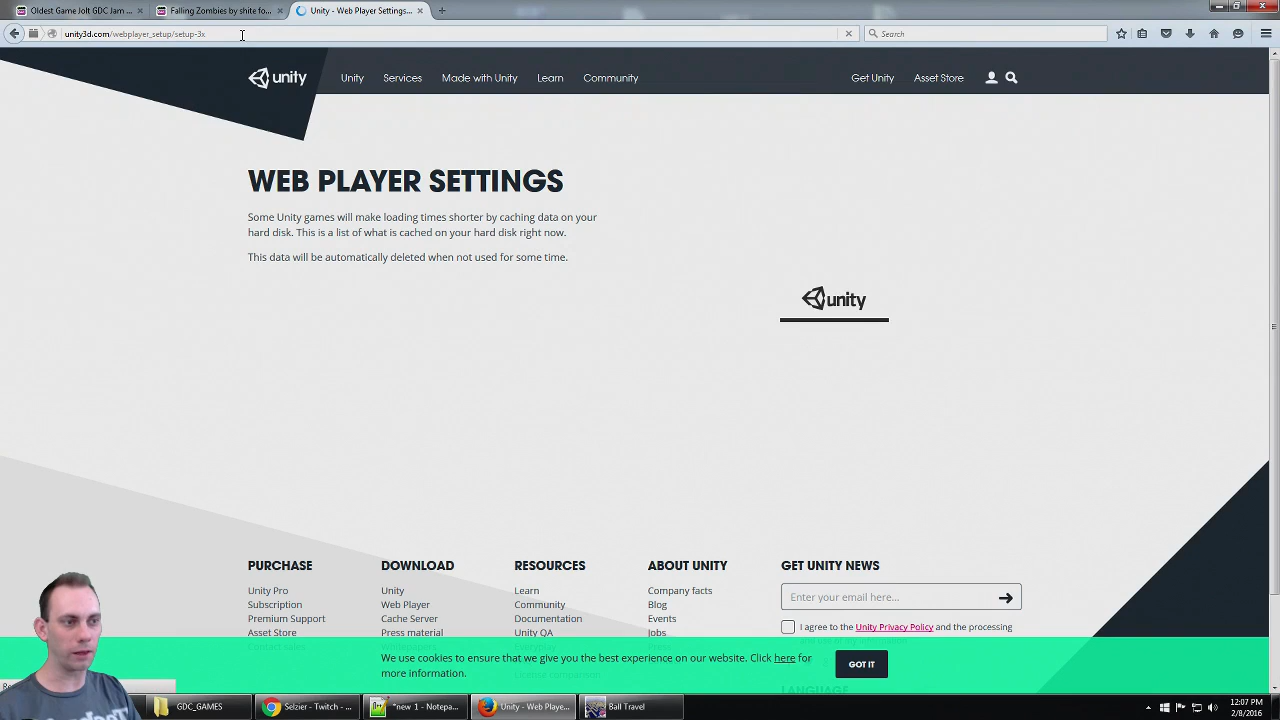 Oldest Game Jolt GDC Jam ...
Falling Zombies by shite fo...
Unity - Web Player Settings...
unity3d.com/webplayer_setup/setup-3x
Search
unity
Unity
Services
Made with Unity
Learn
Community
Get Unity
Asset Store
WEB PLAYER SETTINGS
Some Unity games will make loading times shorter by caching data on your
hard disk. This is a list of what is cached on your hard disk right now.
This data will be automatically deleted when not used for some time.
unity
PURCHASE
Unity Pro
Subscription
Premium Support
Asset Store
Contact sales
DOWNLOAD
Unity
Web Player
Cache Server
Press material
Whitepapers
RESOURCES
Learn
Community
Documentation
Unity QA
Everyplay
License comparison
ABOUT UNITY
Company facts
Blog
Events
Jobs
Press
GET UNITY NEWS
Enter your email here...
I agree to the Unity Privacy Policy and the processing
LANGUAGE
We use cookies to ensure that we give you the best experience on our website. Click here for
more information.
GOT IT
GDC_GAMES
Selzier - Twitch - ...
*new 1 - Notepa...
Unity - Web Playe...
Ball Travel
12:07 PM
2/8/2016